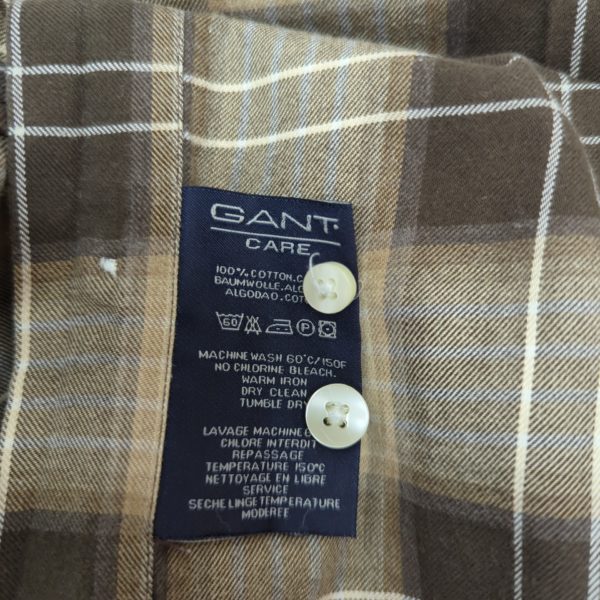 GANT
CARE
100% COTTON.
BAUMWOLLE.
ALGODAO.
60 P
MACHINE WASH 60°C/150F
NO CHLORINE BLEACH.
WARM IRON
DRY CLEAN
TUMBLE DRY
LAVAGE MACHINE
CHLORE INTERDIT
REPASSAGE
TEMPERATURE 150°C
NETTOYAGE EN LIBRE
SERVICE
SECHE LINGE TEMPERATURE
MODEREE